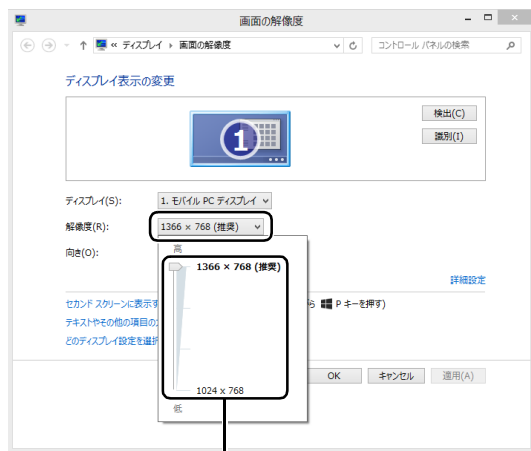 画面の解像度
« ディスプレイ › 画面の解像度
コントロール パネルの検索
ディスプレイ表示の変更
検出(C)
識別(I)
1
ディスプレイ(S):
1. モバイル PC ディスプレイ
解像度(R):
1366 × 768 (推奨)
向き(O):
高
1366 × 768 (推奨)
詳細設定
セカンド スクリーンに表示す
ら P キーを押す)
テキストやその他の項目の
どのディスプレイ設定を選択
1024 x 768
低
OK
キャンセル
適用(A)